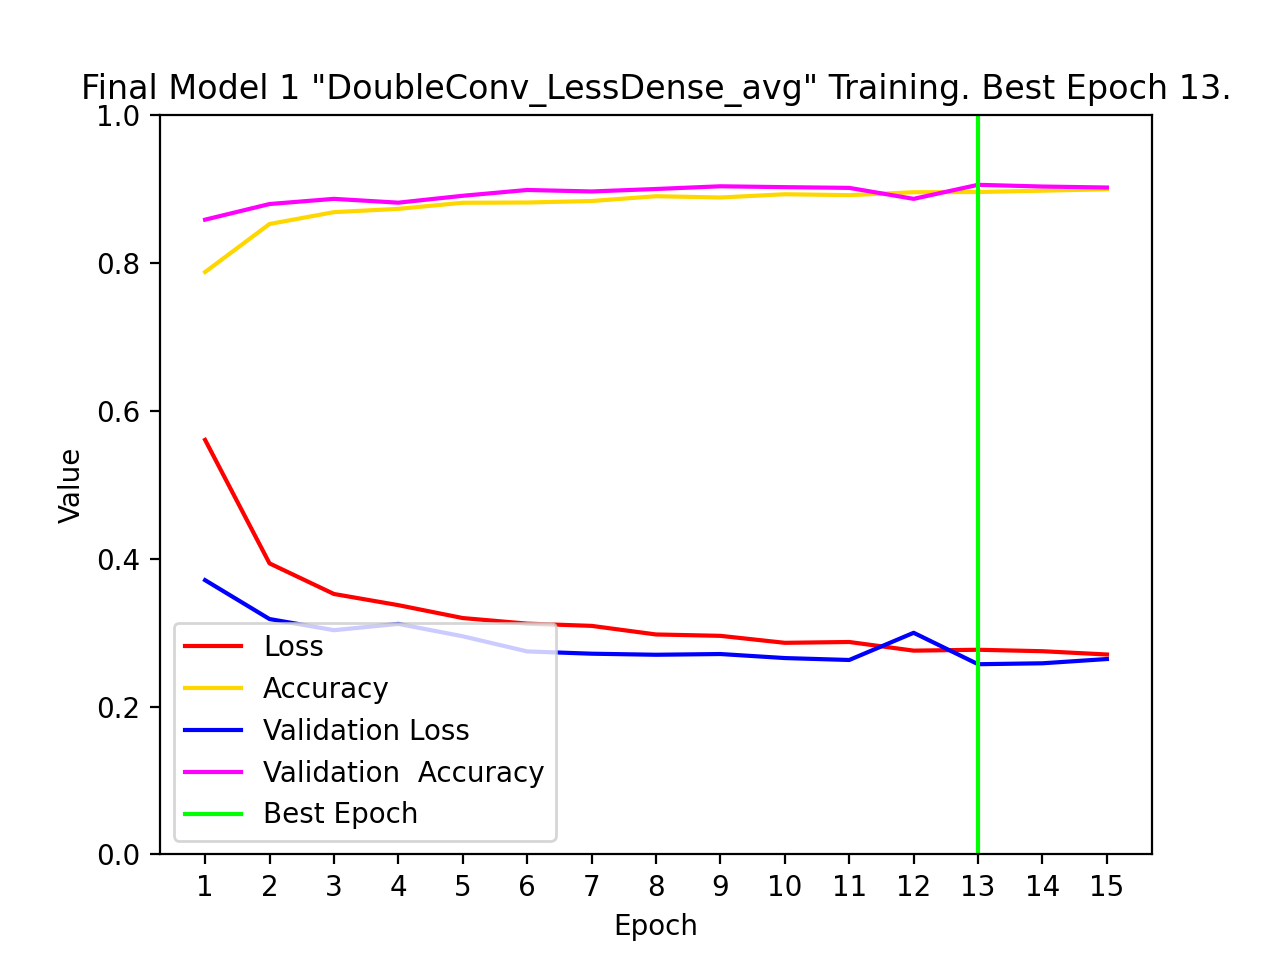 Final Model 1 "DoubleConv_LessDense_avg" Training. Best Epoch 13.
1.0
0.8
0.6
0.4
0.2
0.0
Value
Loss
Accuracy
Validation Loss
Validation  Accuracy
Best Epoch
1 2 3 4 5 6 7 8 9 10 11 12 13 14 15
Epoch